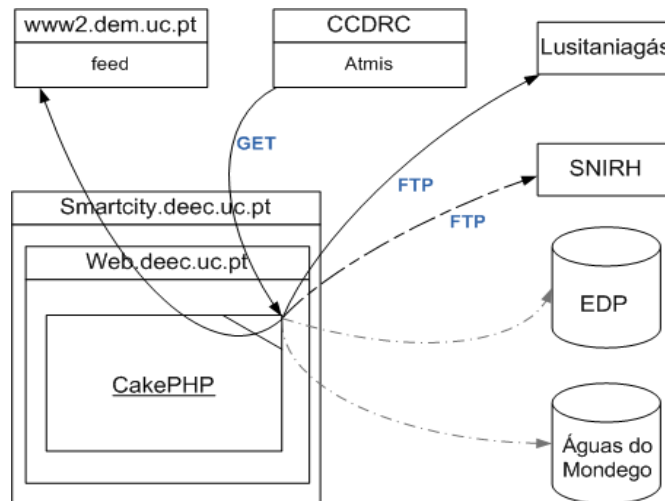 www2.dem.uc.pt
feed
CCDRC
Atmis
Lusitaniagás
GET
FTP
SNIRH
FTP
Smartcity.deec.uc.pt
Web.deec.uc.pt
EDP
CakePHP
Águas do
Mondego